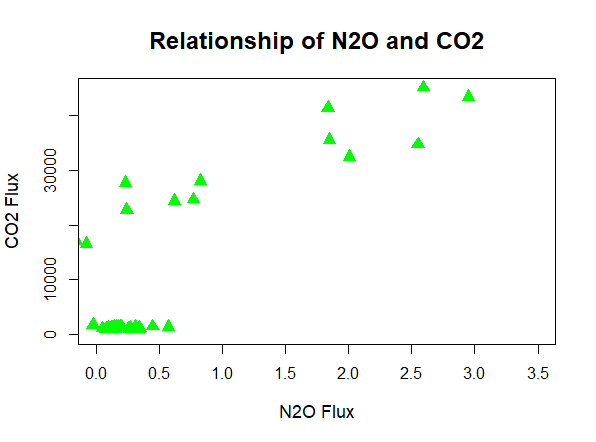 Relationship of N2O and CO2
CO2 Flux
30000
10000
0
0.0 0.5 1.0 1.5 2.0 2.5 3.0 3.5
N2O Flux